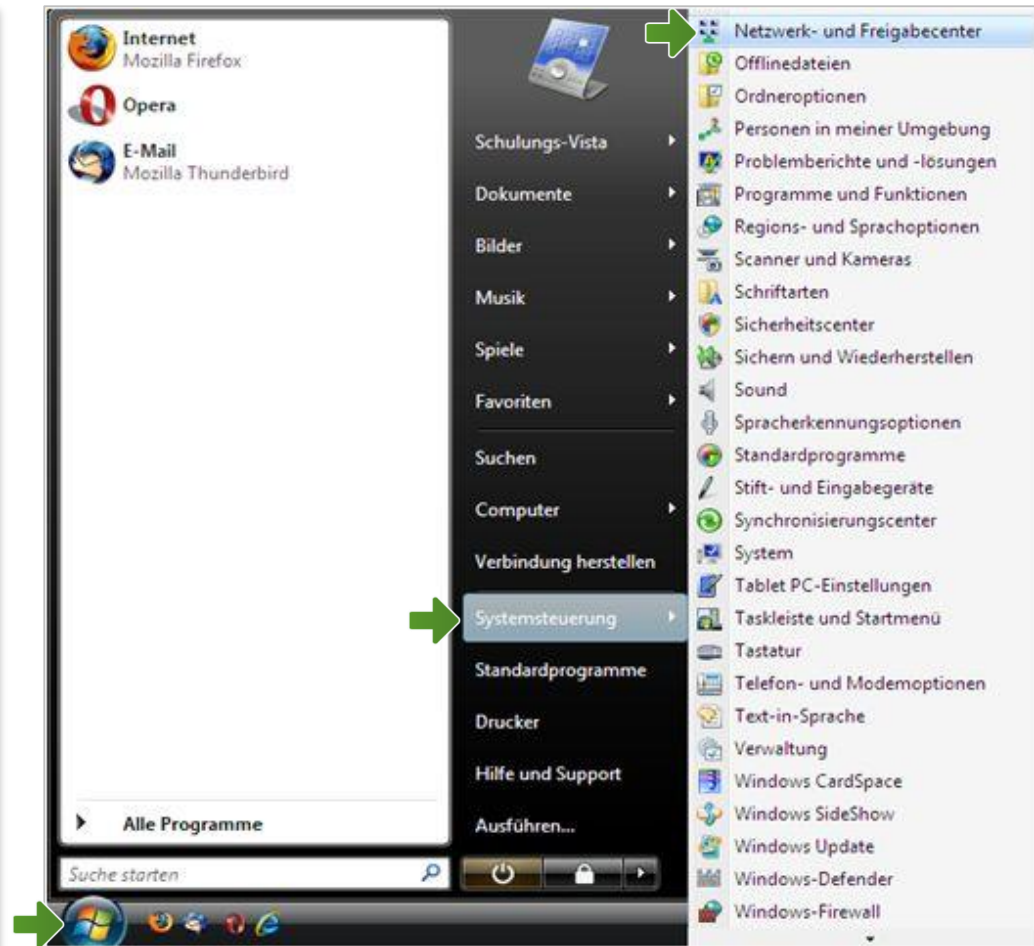 Internet
Mozilla Firefox
Opera
E-Mail
Mozilla Thunderbird
Alle Programme
Suche starten
Schulungs-Vista
Dokumente
Bilder
Musik
Spiele
Favoriten
Suchen
Computer
Verbindung herstellen
Systemsteuerung
Standardprogramme
Drucker
Hilfe und Support
Ausführen...
Netzwerk- und Freigabecenter
Offlinedateien
Ordneroptionen
Personen in meiner Umgebung
Problemberichte und -lösungen
Programme und Funktionen
Regions- und Sprachoptionen
Scanner und Kameras
Schriftarten
Sicherheitscenter
Sichern und Wiederherstellen
Sound
Spracherkennungsoptionen
Standardprogramme
Stift- und Eingabegeräte
Synchronisierungscenter
System
Tablet PC-Einstellungen
Taskleiste und Startmenü
Tastatur
Telefon- und Modemoptionen
Text-in-Sprache
Verwaltung
Windows CardSpace
Windows SideShow
Windows Update
Windows-Defender
Windows-Firewall